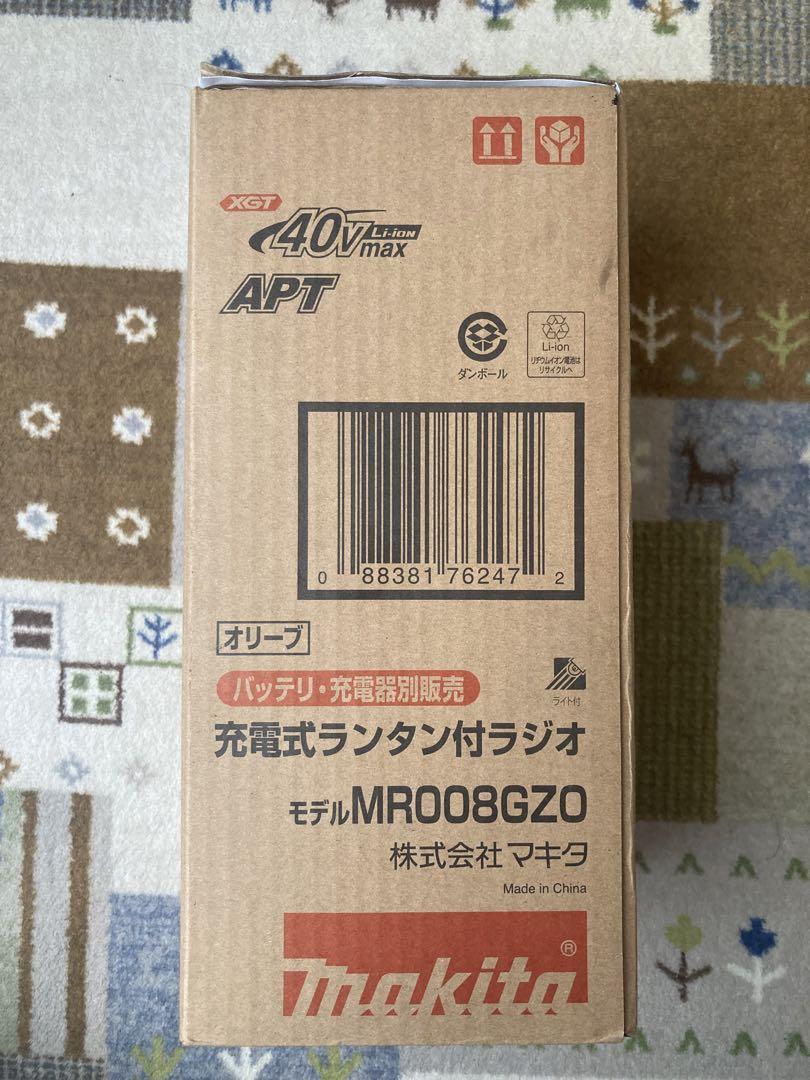 XGT
40Vmax Li-ion
APT
ダンボール
Li-ion
リチウムイオン電池は
リサイクルへ
0 88381 76247 2
オリーブ
バッテリ・充電器別販売
ライト付
充電式ランタン付ラジオ
モデルMR008GZO
株式会社マキタ
Made in China
makita®